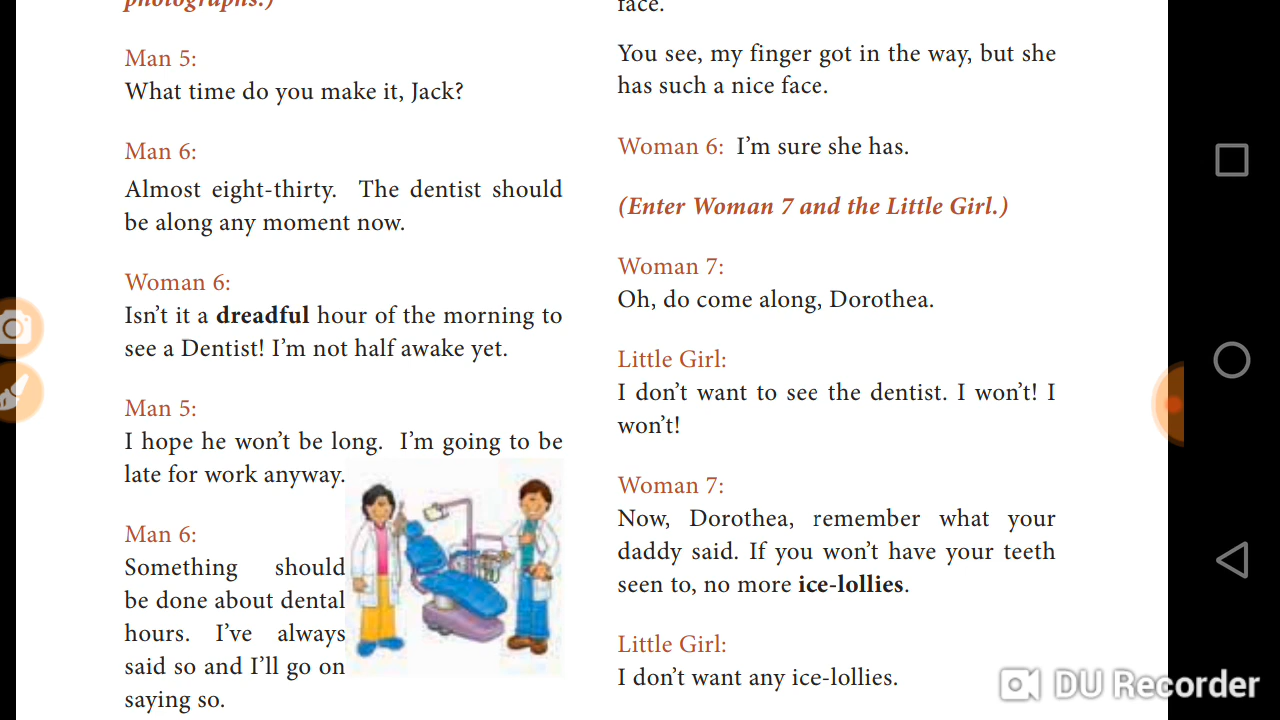 photographs.)
Man 5:
What time do you make it, Jack?
Man 6:
Almost eight-thirty. The dentist should
be along any moment now.
Woman 6:
Isn't it a dreadful hour of the morning to
see a Dentist! I'm not half awake yet.
Man 5:
I hope he won't be long. I'm going to be
late for work anyway.
Man 6:
Something should
be done about dental
hours. I've always
said so and I'll go on
saying so.
face.
You see, my finger got in the way, but she
has such a nice face.
Woman 6: I'm sure she has.
(Enter Woman 7 and the Little Girl.)
Woman 7:
Oh, do come along, Dorothea.
Little Girl:
I don't want to see the dentist. I won't! I
won't!
Woman 7:
Now, Dorothea, remember what your
daddy said. If you won't have your teeth
seen to, no more ice-lollies.
Little Girl:
I don't want any ice-lollies.
DU Recorder